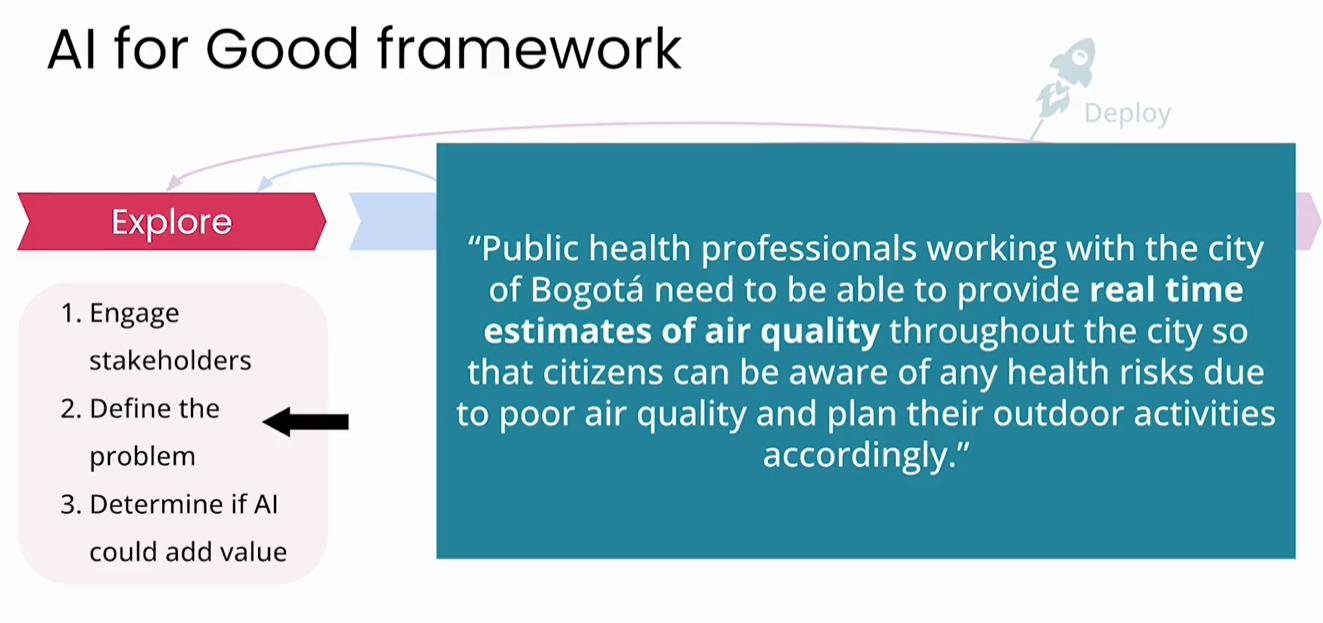 AI for Good framework
Deploy
Explore
1. Engage
stakeholders
2. Define the
problem
3. Determine if AI
could add value
“Public health professionals working with the city
of Bogotá need to be able to provide real time
estimates of air quality throughout the city so
that citizens can be aware of any health risks due
to poor air quality and plan their outdoor activities
accordingly.”